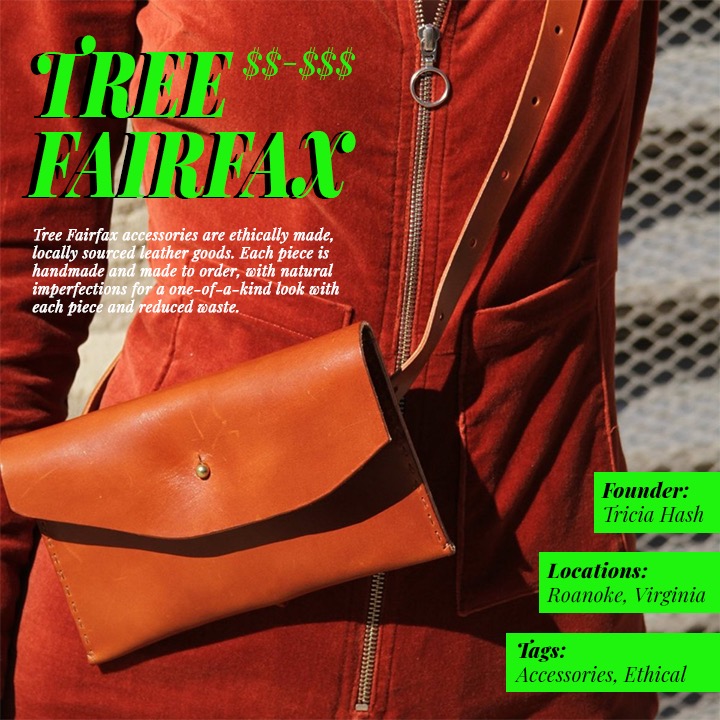 TREE $$-$$$
FAIRFAX
Tree Fairfax accessories are ethically made,
locally sourced leather goods. Each piece is
handmade and made to order, with natural
imperfections for a one-of-a-kind look with
each piece and reduced waste.
Founder:
Tricia Hash
Locations:
Roanoke, Virginia
Tags:
Accessories, Ethical